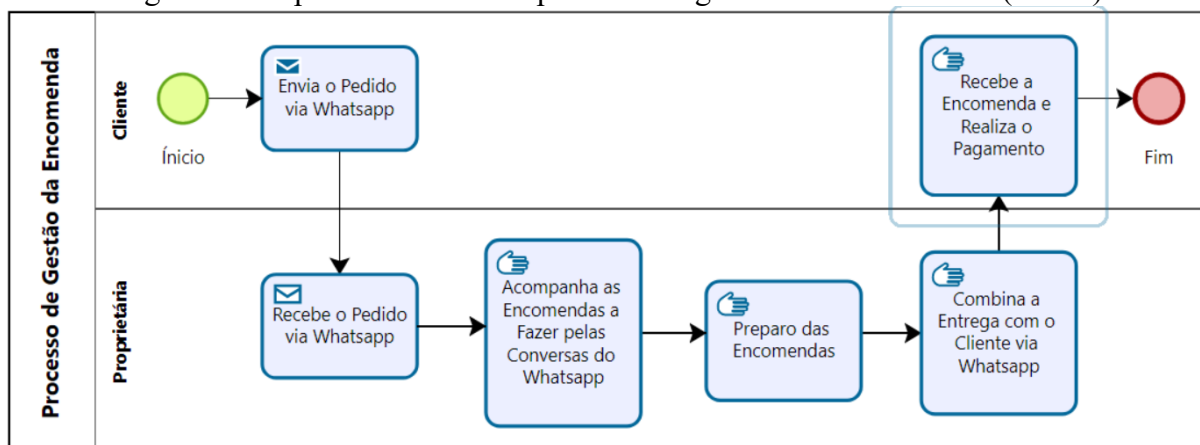 Processo de Gestão da Encomenda
Cliente
Ínicio
Envia o Pedido
via Whatsapp
Recebe a
Encomenda e
Realiza o
Pagamento
Fim
Proprietária
Recebe o Pedido
via Whatsapp
Acompanha as
Encomendas a
Fazer pelas
Conversas do
Whatsapp
Preparo das
Encomendas
Combina a
Entrega com o
Cliente via
Whatsapp